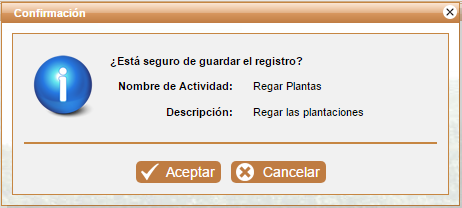 Confirmación
¿Está seguro de guardar el registro?
Nombre de Actividad: Regar Plantas
Descripción: Regar las plantaciones
Aceptar Cancelar